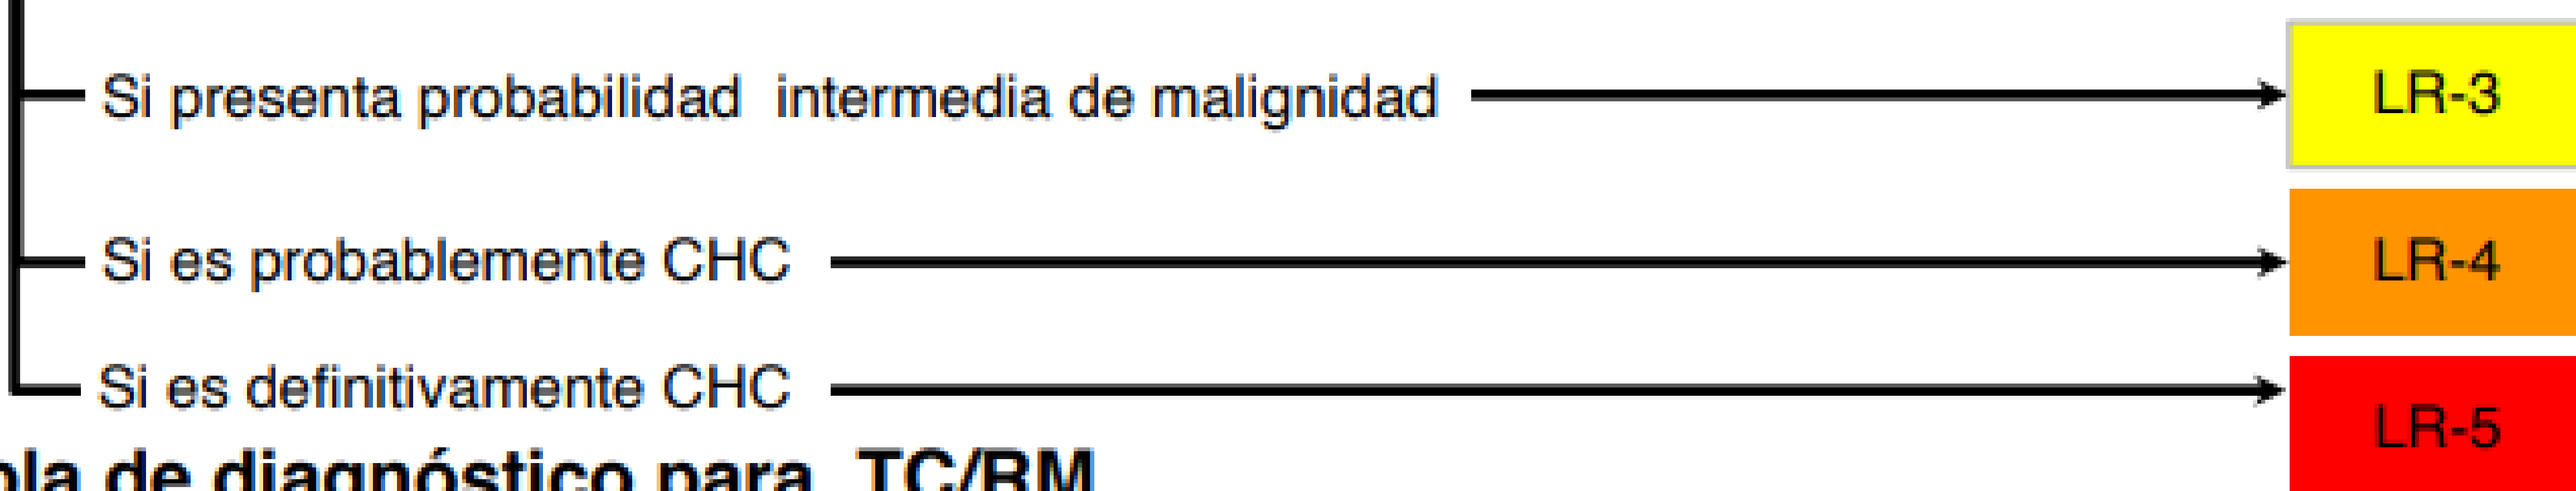 Si presenta probabilidad intermedia de malignidad LR-3
Si es probablemente CHC LR-4
Si es definitivamente CHC LR-5
de diagnóstico para TC/RM